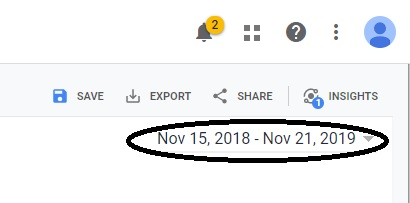 2
SAVE EXPORT SHARE 1 INSIGHTS
Nov 15, 2018 - Nov 21, 2019